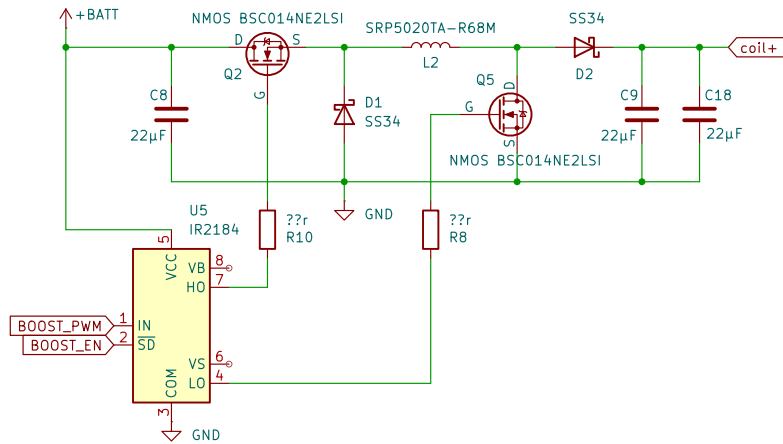 +BATT
NMOS BSC014NE2LSI
D
S
Q2
G
SRP5020TA-R68M
L2
SS34
D2
coil+
C8
22µF
D1
SS34
Q5
D
G
S
NMOS BSC014NE2LSI
C9
22µF
C18
22µF
GND
??r
R10
??r
R8
U5
IR2184
5
VCC
VB
8
HO
7
BOOST_PWM
1
IN
BOOST_EN
2
SD
VS
6
LO
4
COM
3
GND